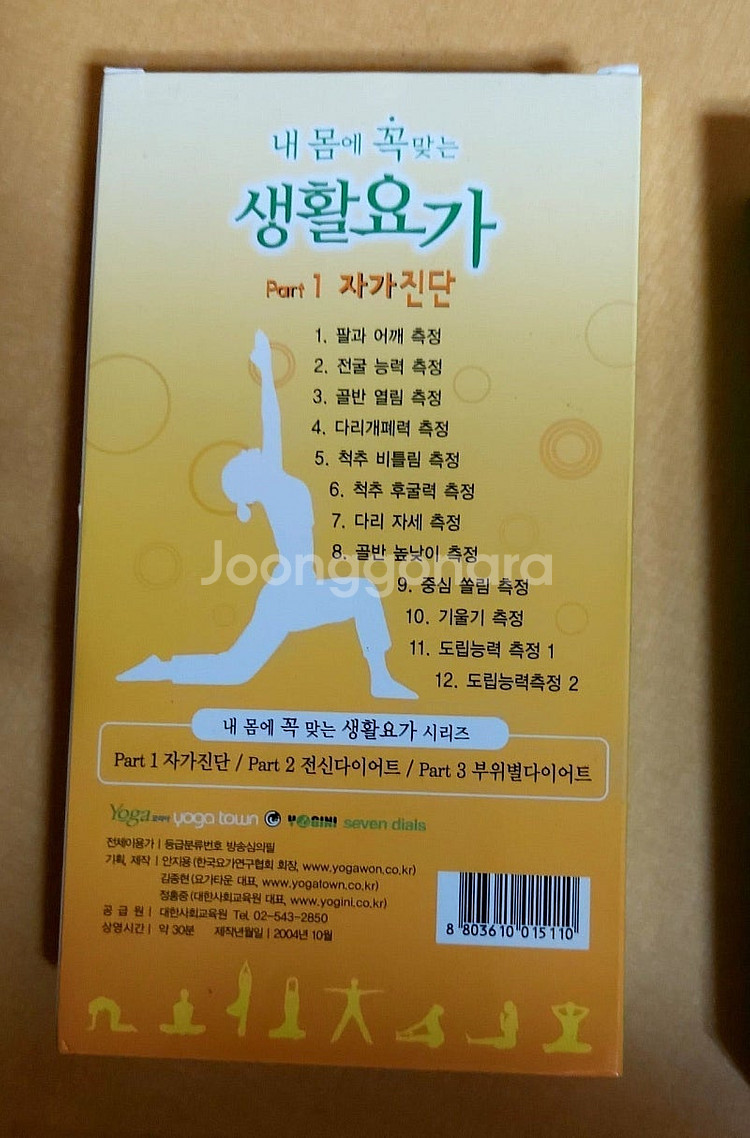 내 몸에 꼭 맞는
생활요가
Part 1 자가진단
1. 팔과 어깨 측정
2. 전굴 능력 측정
3. 골반 열림 측정
4. 다리개폐력 측정
5. 척추 비틀림 측정
6. 척추 후굴력 측정
7. 다리 자세 측정
8. 골반 높낮이 측정
Joonggonara
9. 중심 쏠림 측정
10. 기울기 측정
11. 도립능력 측정 1
12. 도립능력측정 2
내 몸에 꼭 맞는 생활요가 시리즈
Part 1 자가진단 / Part 2 전신다이어트 / Part 3 부위별다이어트
Yoga yoga town YOGINI seven dials
전체이용가 | 등급분류번호 방송심의필
기획, 제작 | 안지용 (한국요가연구협회 회장, www.yogawon.co.kr)
김종현 (요가타운 대표, www.yogatown.co.kr)
정홍중 (대한사회교육원 대표, www.yogini.co.kr)
공 급 원 | 대한사회교육원 Tel. 02-543-2850
상영시간 | 약 30분 제작년월일 | 2004년 10월
8 803610 015110